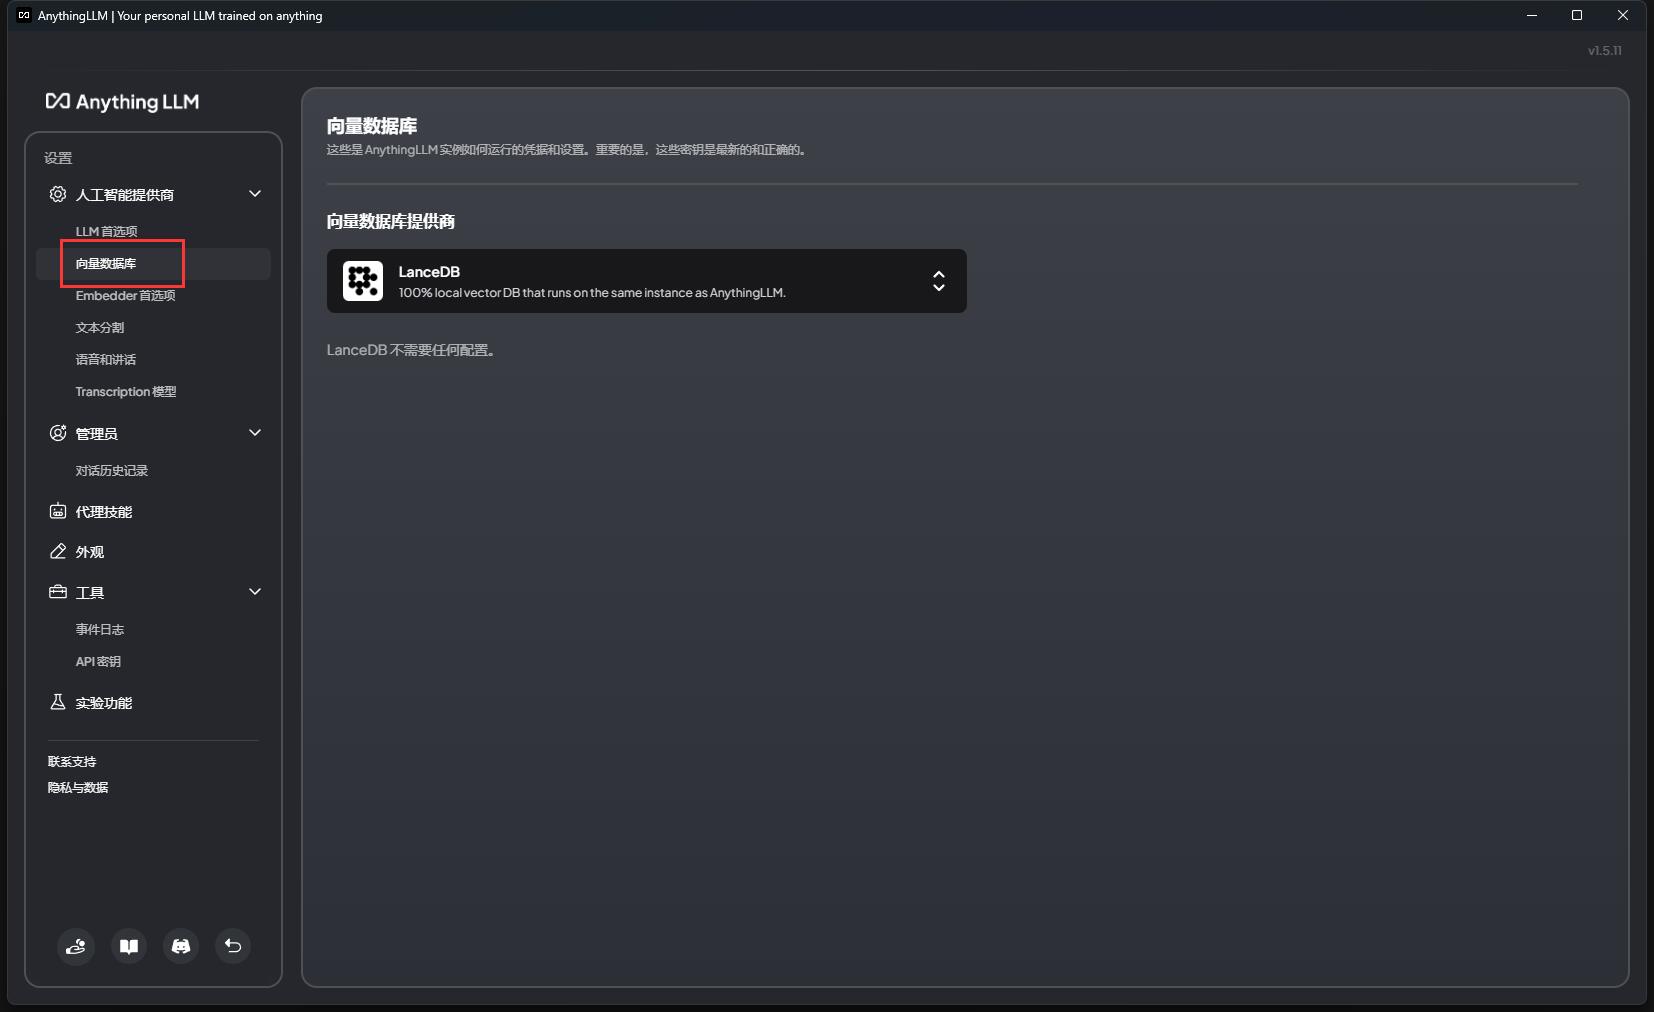 AnythingLLM | Your personal LLM trained on anything
v1.5.11
Anything LLM
设置
人工智能提供商
LLM 首选项
向量数据库
Embedder 首选项
文本分割
语音和讲话
Transcription 模型
管理员
对话历史记录
代理技能
外观
工具
事件日志
API 密钥
实验功能
联系支持
隐私与数据
向量数据库
这些是 AnythingLLM 实例如何运行的凭据和设置。重要的是，这些密钥是最新的和正确的。
向量数据库提供商
LanceDB
100% local vector DB that runs on the same instance as AnythingLLM.
LanceDB 不需要任何配置。